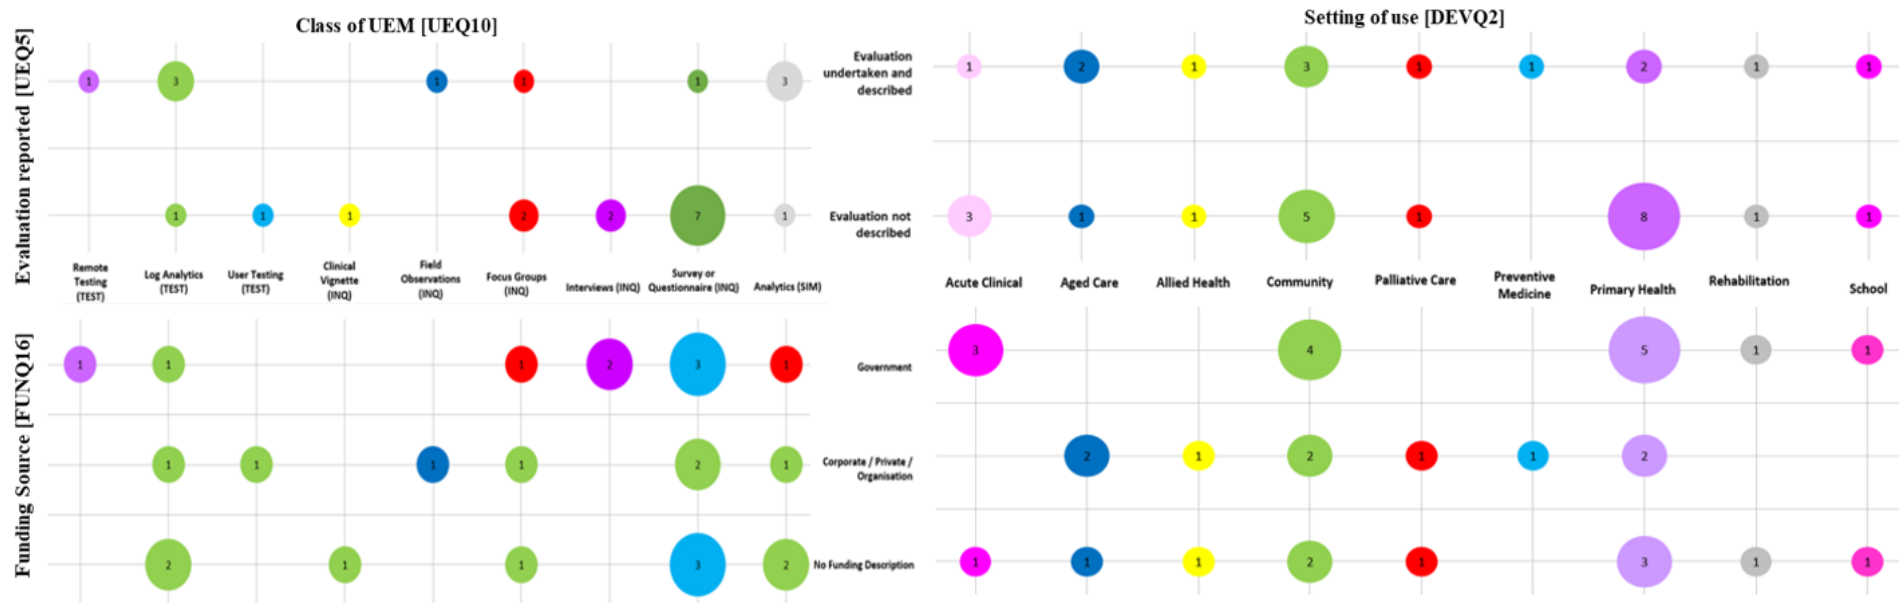 Class of UEM [UEQ10]
Setting of use [DEVQ2]
Evaluation reported [UEQ5]
1 3 1 1 1 3
Evaluation
undertaken and
described
1 2 1 3 1 1 2 1 1
1 1 1 2 2 7 1
Evaluation not
described
3 1 1 5 1 8 1 1
Remote
Testing
(TEST)
Log Analytics
(TEST)
User Testing
(TEST)
Clinical
Vignette
(INQ)
Field
Observations
(INQ)
Focus Groups
(INQ)
Interviews (INQ)
Survey or
Questionnaire (INQ)
Analytics (SIM)
Acute Clinical
Aged Care
Allied Health
Community
Palliative Care
Preventive
Medicine
Primary Health
Rehabilitation
School
Funding Source [FUNQ16]
1 1 1 2 3 1
Government
3 4 5 1 1
1 1 1 1 2 1
Corporate / Private /
Organisation
2 1 2 1 1 2
2 1 1 3 2
No Funding Description
1 1 1 2 1 3 1 1